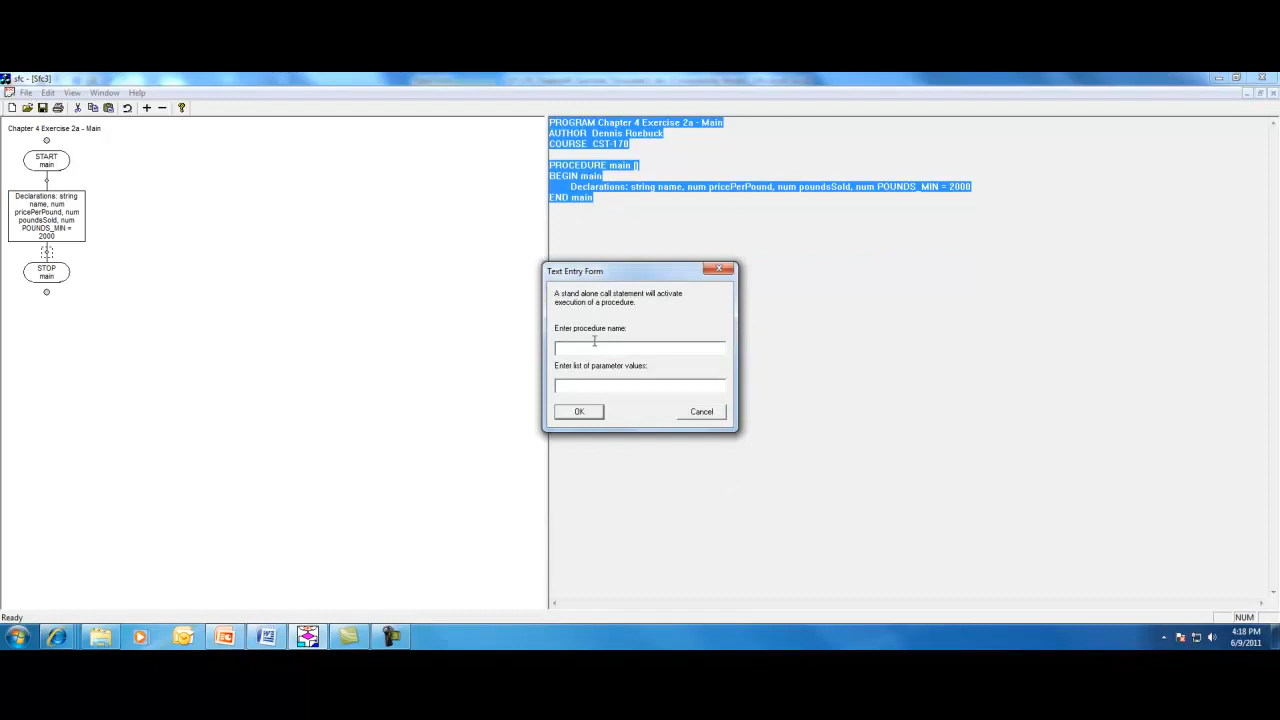 sfc - [Sfc3]
File Edit View Window Help
Chapter 4 Exercise 2a - Main
START
main
Declarations: string
name, num
pricePerPound, num
poundsSold, num
POUNDS_MIN =
2000
STOP
main
PROGRAM Chapter 4 Exercise 2a - Main
AUTHOR Dennis Roebuck
COURSE CST-170
PROCEDURE main []
BEGIN main
Declarations: string name, num pricePerPound, num poundsSold, num POUNDS_MIN = 2000
END main
Text Entry Form
A stand alone call statement will activate
execution of a procedure.
Enter procedure name:
Enter list of parameter values:
OK Cancel
Ready
NUM
4:18 PM
6/9/2011